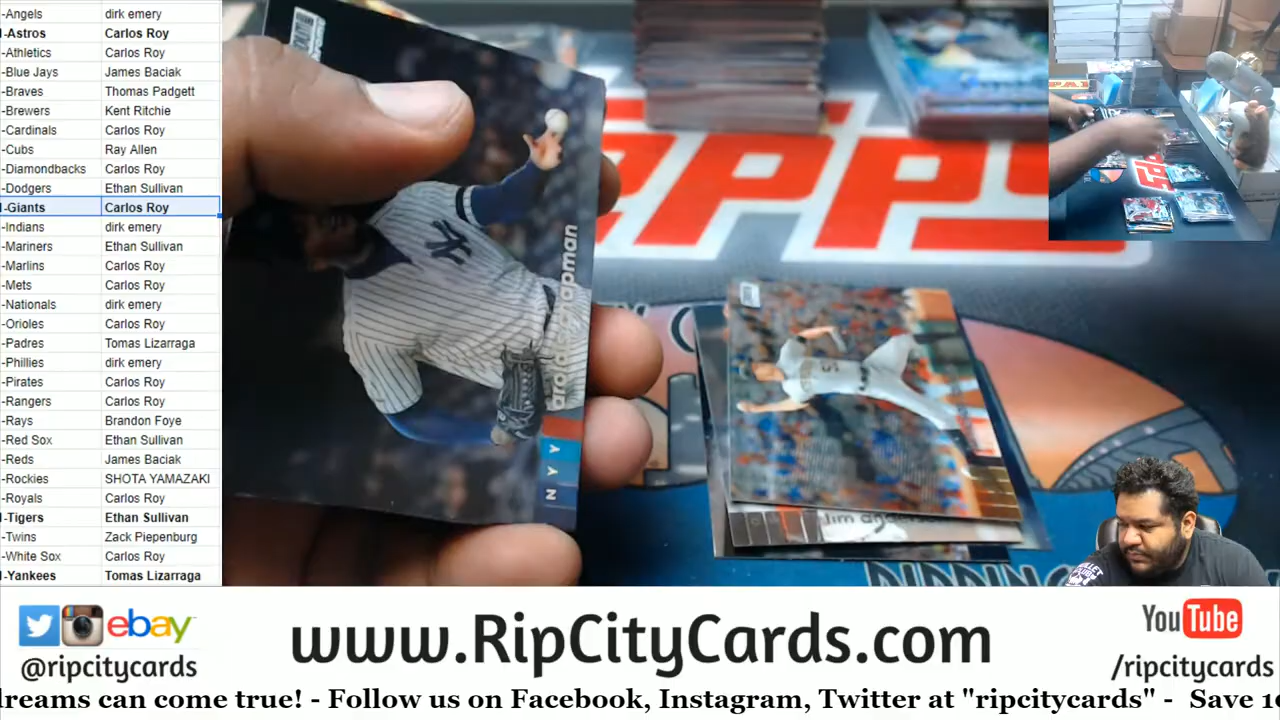 -Angels dirk emery
-Astros Carlos Roy
-Athletics Carlos Roy
-Blue Jays James Baciak
-Braves Thomas Padgett
-Brewers Kent Ritchie
-Cardinals Carlos Roy
-Cubs Ray Allen
-Diamondbacks Carlos Roy
-Dodgers Ethan Sullivan
-Giants Carlos Roy
-Indians dirk emery
-Mariners Ethan Sullivan
-Marlins Carlos Roy
-Mets Carlos Roy
-Nationals dirk emery
-Orioles Carlos Roy
-Padres Tomas Lizarraga
-Phillies dirk emery
-Pirates Carlos Roy
-Rangers Carlos Roy
-Rays Brandon Foye
-Red Sox Ethan Sullivan
-Reds James Baciak
-Rockies SHOTA YAMAZAKI
-Royals Carlos Roy
-Tigers Ethan Sullivan
-Twins Zack Piepenburg
-White Sox Carlos Roy
-Yankees Tomas Lizarraga
NYY
ebay
@ripcitycards
www.RipCityCards.com
YouTube
/ripcitycards
dreams can come true! - Follow us on Facebook, Instagram, Twitter at "ripcitycards" - Save